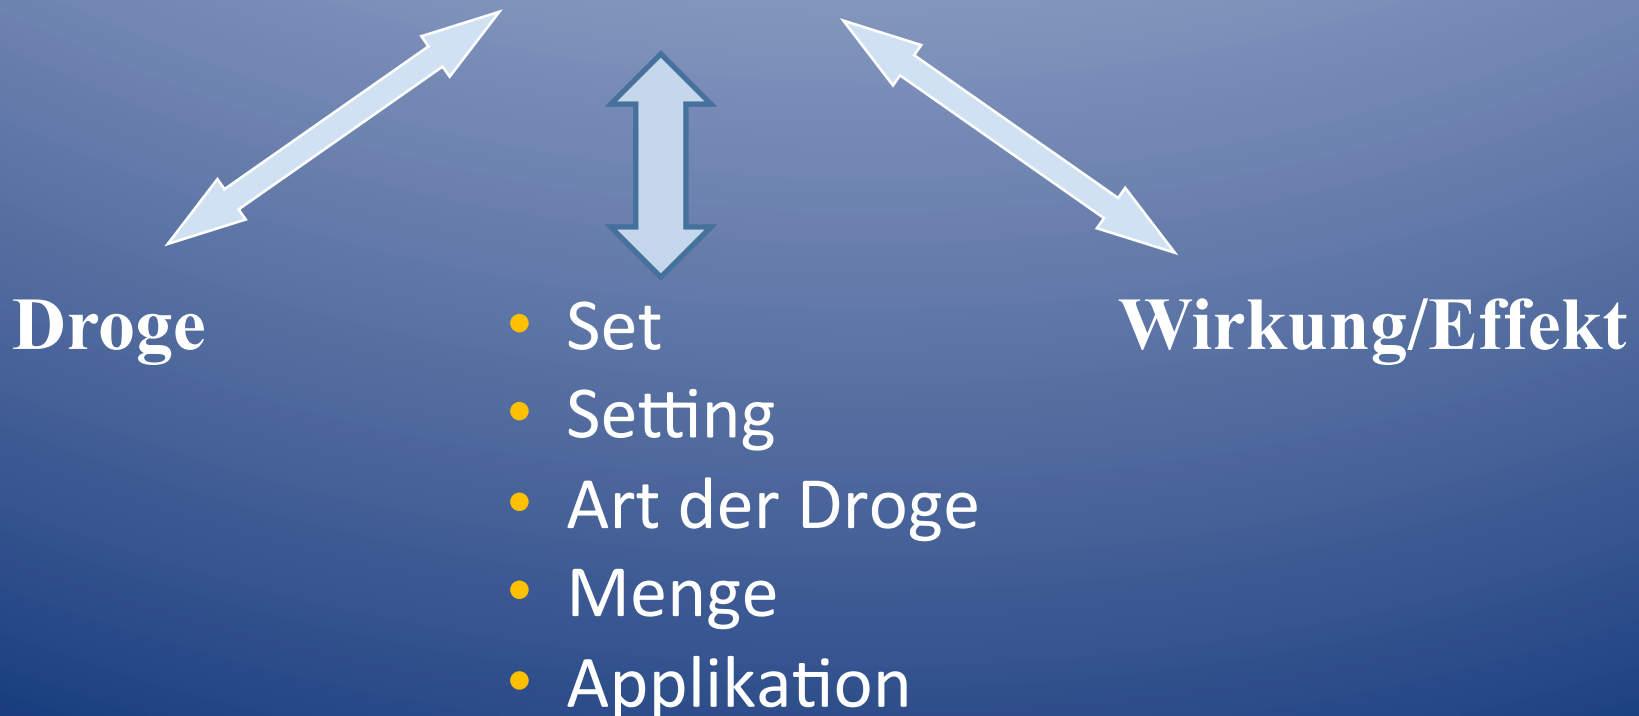 Droge
• Set
• Setting
• Art der Droge
• Menge
• Applikation
Wirkung/Effekt